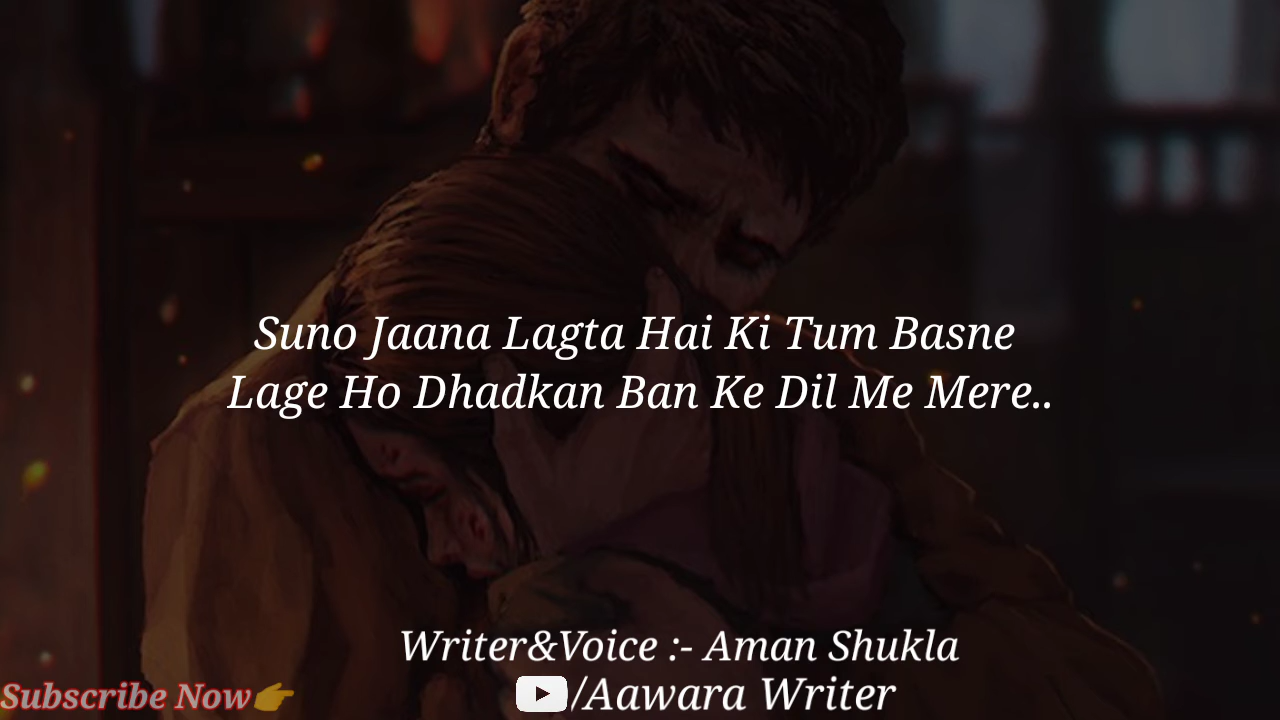 Suno Jaana Lagta Hai Ki Tum Basne
Lage Ho Dhadkan Ban Ke Dil Me Mere..
Writer&Voice :- Aman Shukla
/Aawara Writer
Subscribe Now👉